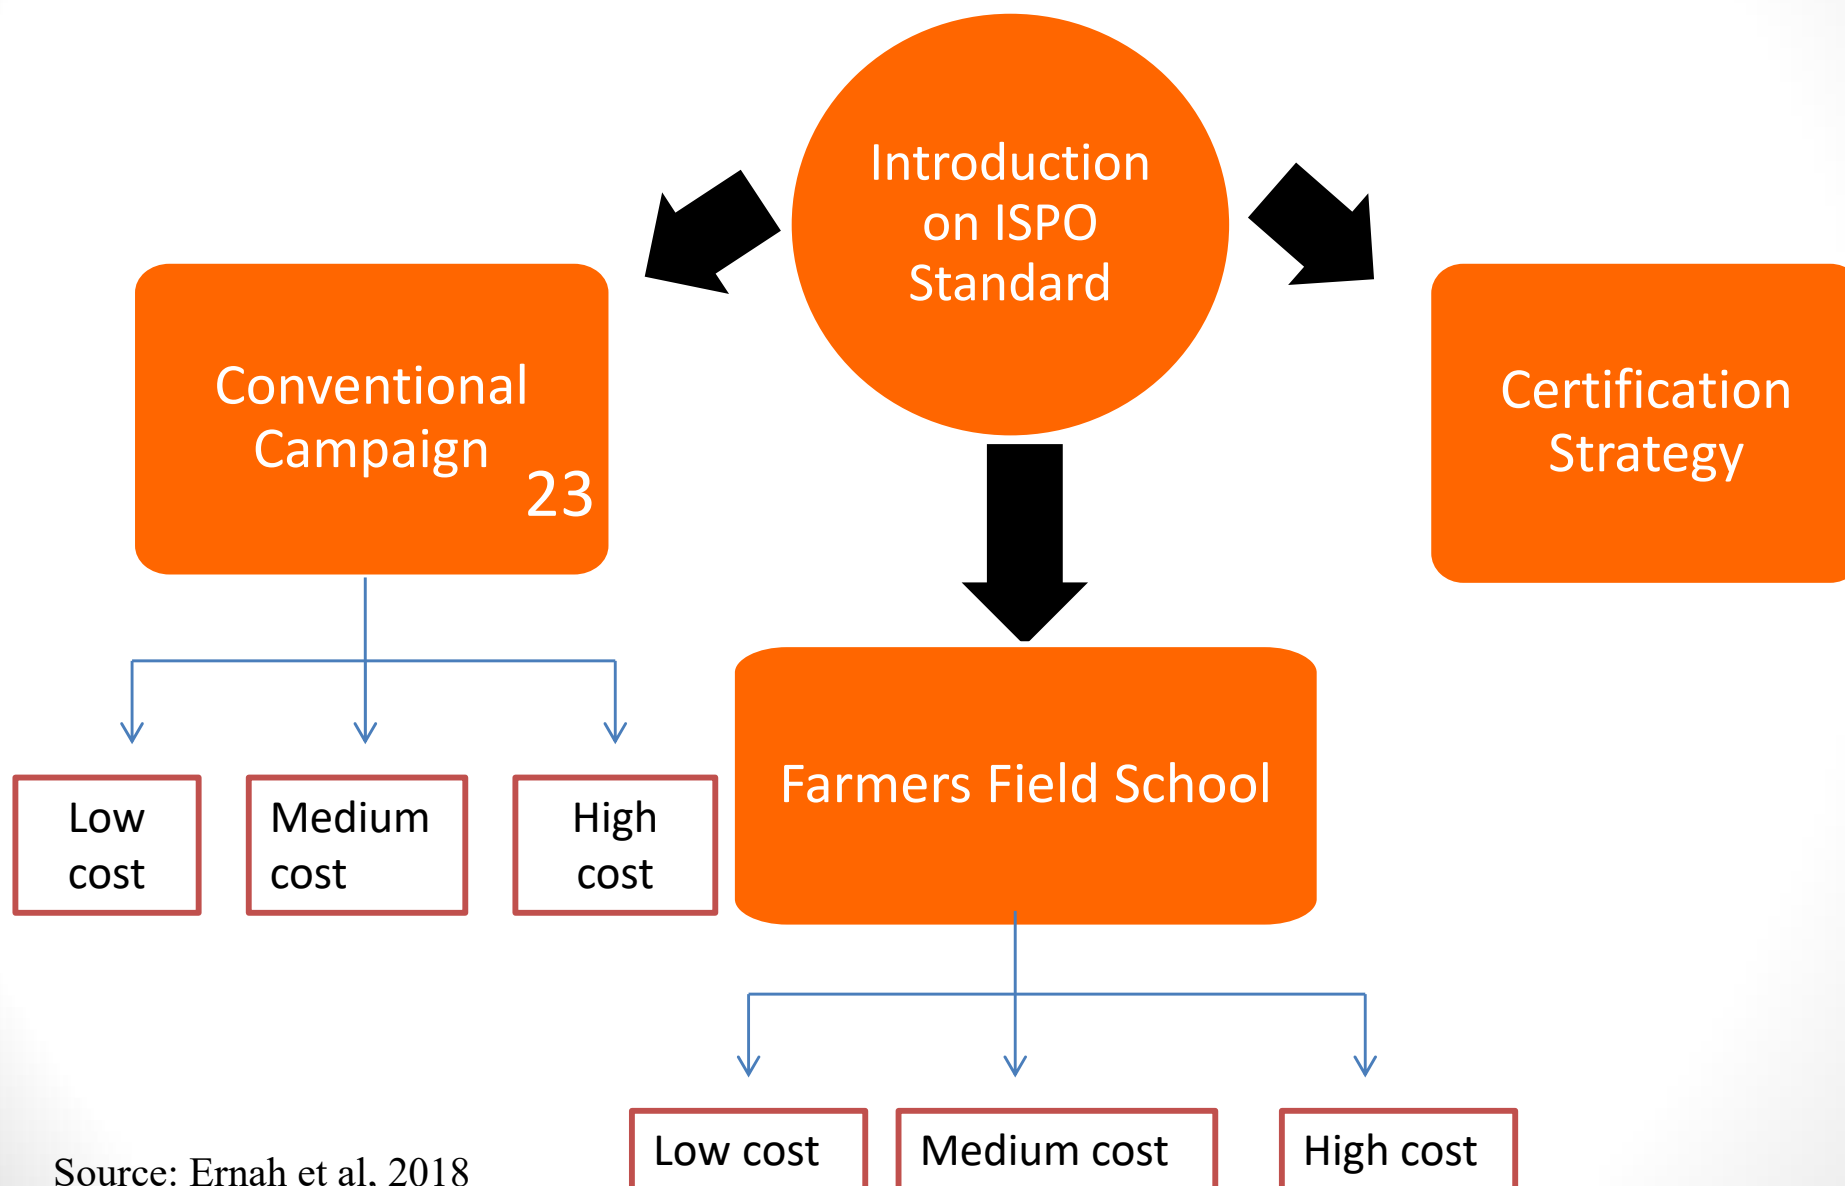 Introduction
on ISPO
Standard
Conventional
Campaign
23
Certification
Strategy
Low
cost
Medium
cost
High
cost
Farmers Field School
Low cost
Medium cost
High cost
Source: Ernah et al, 2018